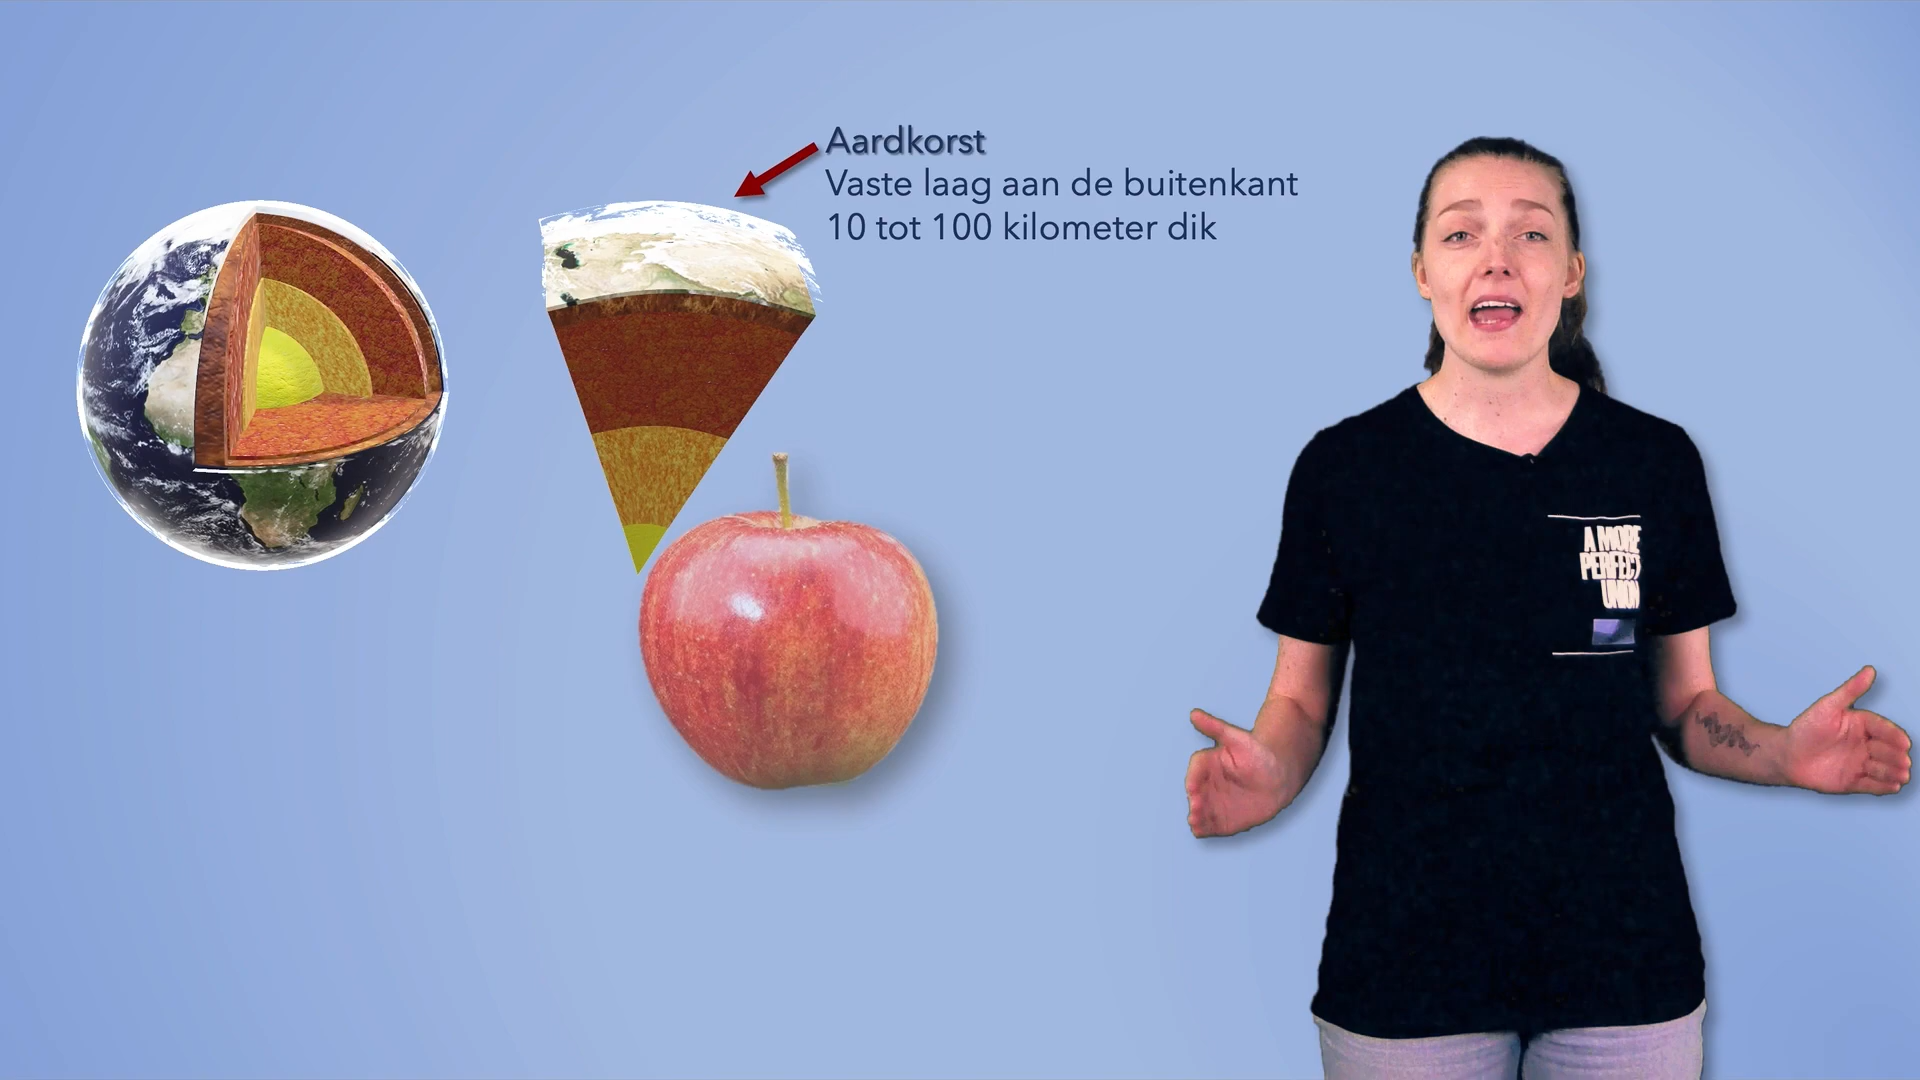 Aardkorst
Vaste laag aan de buitenkant
10 tot 100 kilometer dik
A MORE
PERFECT
UNION